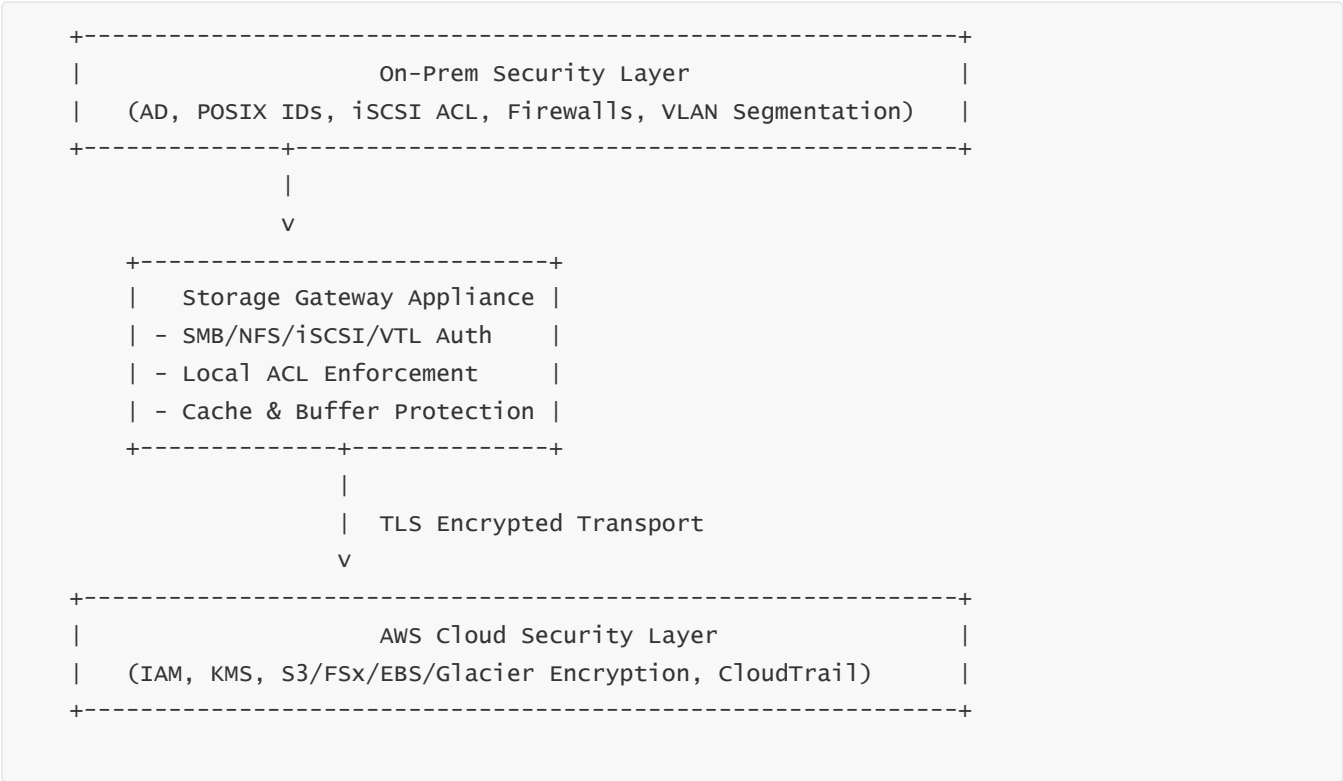 +--------------------------------------------------------------+
|                     On-Prem Security Layer                   |
|   (AD, POSIX IDs, iSCSI ACL, Firewalls, VLAN Segmentation)   |
+--------------+-----------------------------------------------+
               |
               v
    +-----------------------------+
    |   Storage Gateway Appliance |
    | - SMB/NFS/iSCSI/VTL Auth    |
    | - Local ACL Enforcement     |
    | - Cache & Buffer Protection |
    +--------------+--------------+
                   |
                   |  TLS Encrypted Transport
                   v
+--------------------------------------------------------------+
|                     AWS Cloud Security Layer                 |
|   (IAM, KMS, S3/FSx/EBS/Glacier Encryption, CloudTrail)      |
+--------------------------------------------------------------+